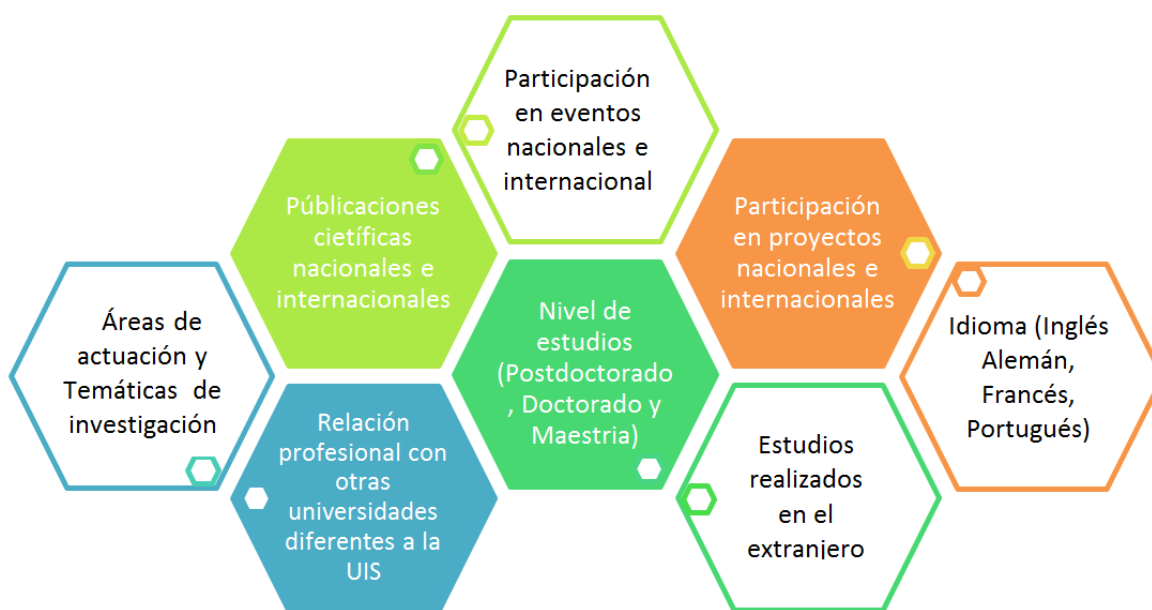 Participación
en eventos
nacionales e
internacional
Públicaciones
cietíficas
nacionales e
internacionales
Participación
en proyectos
nacionales e
internacionales
Áreas de
actuación y
Temáticas de
investigación
Nivel de
estudios
(Postdoctorado
, Doctorado y
Maestria)
Idioma (Inglés
Alemán,
Francés,
Portugués)
Relación
profesional con
otras
universidades
diferentes a la
UIS
Estudios
realizados
en el
extranjero